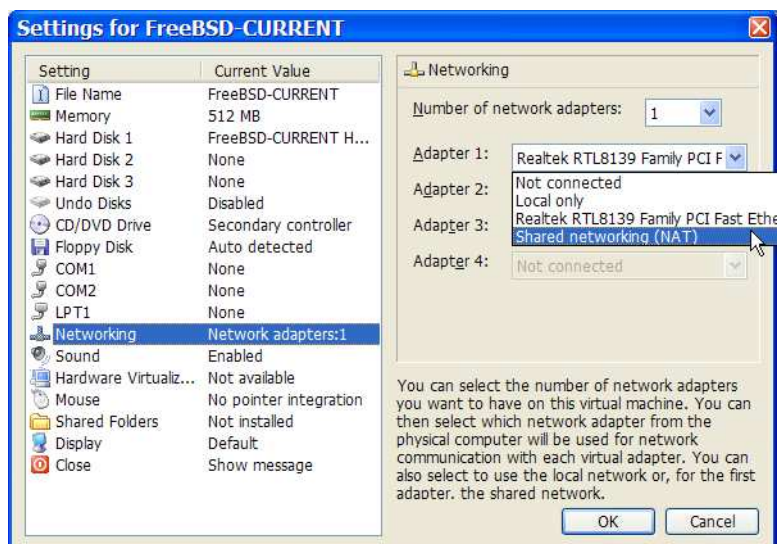 Settings for FreeBSD-CURRENT
Setting Current Value
File Name FreeBSD-CURRENT
Memory 512 MB
Hard Disk 1 FreeBSD-CURRENT H...
Hard Disk 2 None
Hard Disk 3 None
Undo Disks Disabled
CD/DVD Drive Secondary controller
Floppy Disk Auto detected
COM1 None
COM2 None
LPT1 None
Networking Network adapters:1
Sound Enabled
Hardware Virtualiz... Not available
Mouse No pointer integration
Shared Folders Not installed
Display Default
Close Show message
Networking
Number of network adapters: 1
Adapter 1: Realtek RTL8139 Family PCI F
Not connected
Adapter 2:
Local only
Realtek RTL8139 Family PCI Fast Ethe
Adapter 3:
Shared networking (NAT)
Adapter 4: Not connected
You can select the number of network adapters
you want to have on this virtual machine. You can
then select which network adapter from the
physical computer will be used for network
communication with each virtual adapter. You can
also select to use the local network or, for the first
adapter, the shared network.
OK Cancel